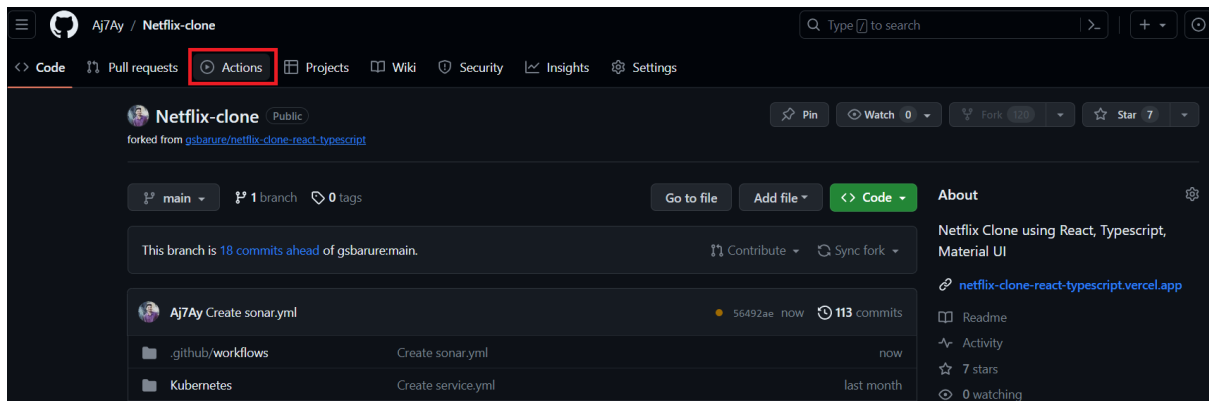 Aj7Ay / Netflix-clone
Type / to search
Code Pull requests Actions Projects Wiki Security Insights Settings
Netflix-clone Public
Pin Watch 0 Fork 120 Star 7
forked from gsbarure/netflix-clone-react-typescript
main 1 branch 0 tags Go to file Add file Code
About
Netflix Clone using React, Typescript,
Material UI
This branch is 18 commits ahead of gsbarure:main. Contribute Sync fork
netflix-clone-react-typescript.vercel.app
Aj7Ay Create sonar.yml 56492ae now 113 commits
Readme
Activity
.github/workflows Create sonar.yml now
7 stars
Kubernetes Create service.yml last month
0 watching